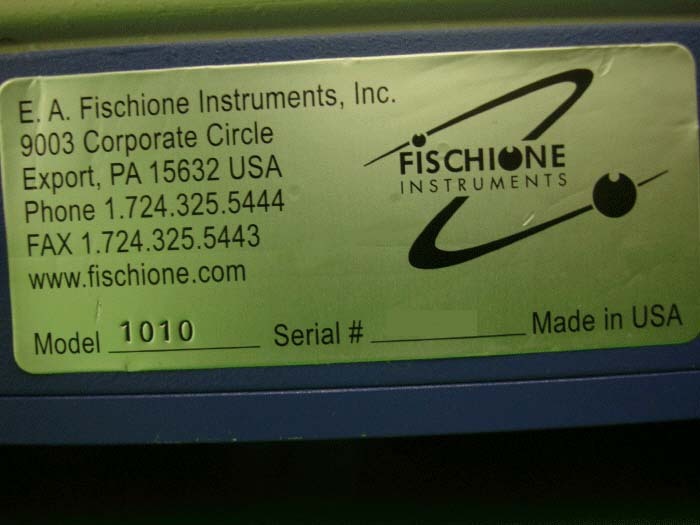 E. A. Fischione Instruments, Inc.
9003 Corporate Circle
Export, PA 15632 USA
Phone 1.724.325.5444
FAX 1.724.325.5443
www.fischione.com
FISCHIONE
INSTRUMENTS
Model 1010 Serial # Made in USA